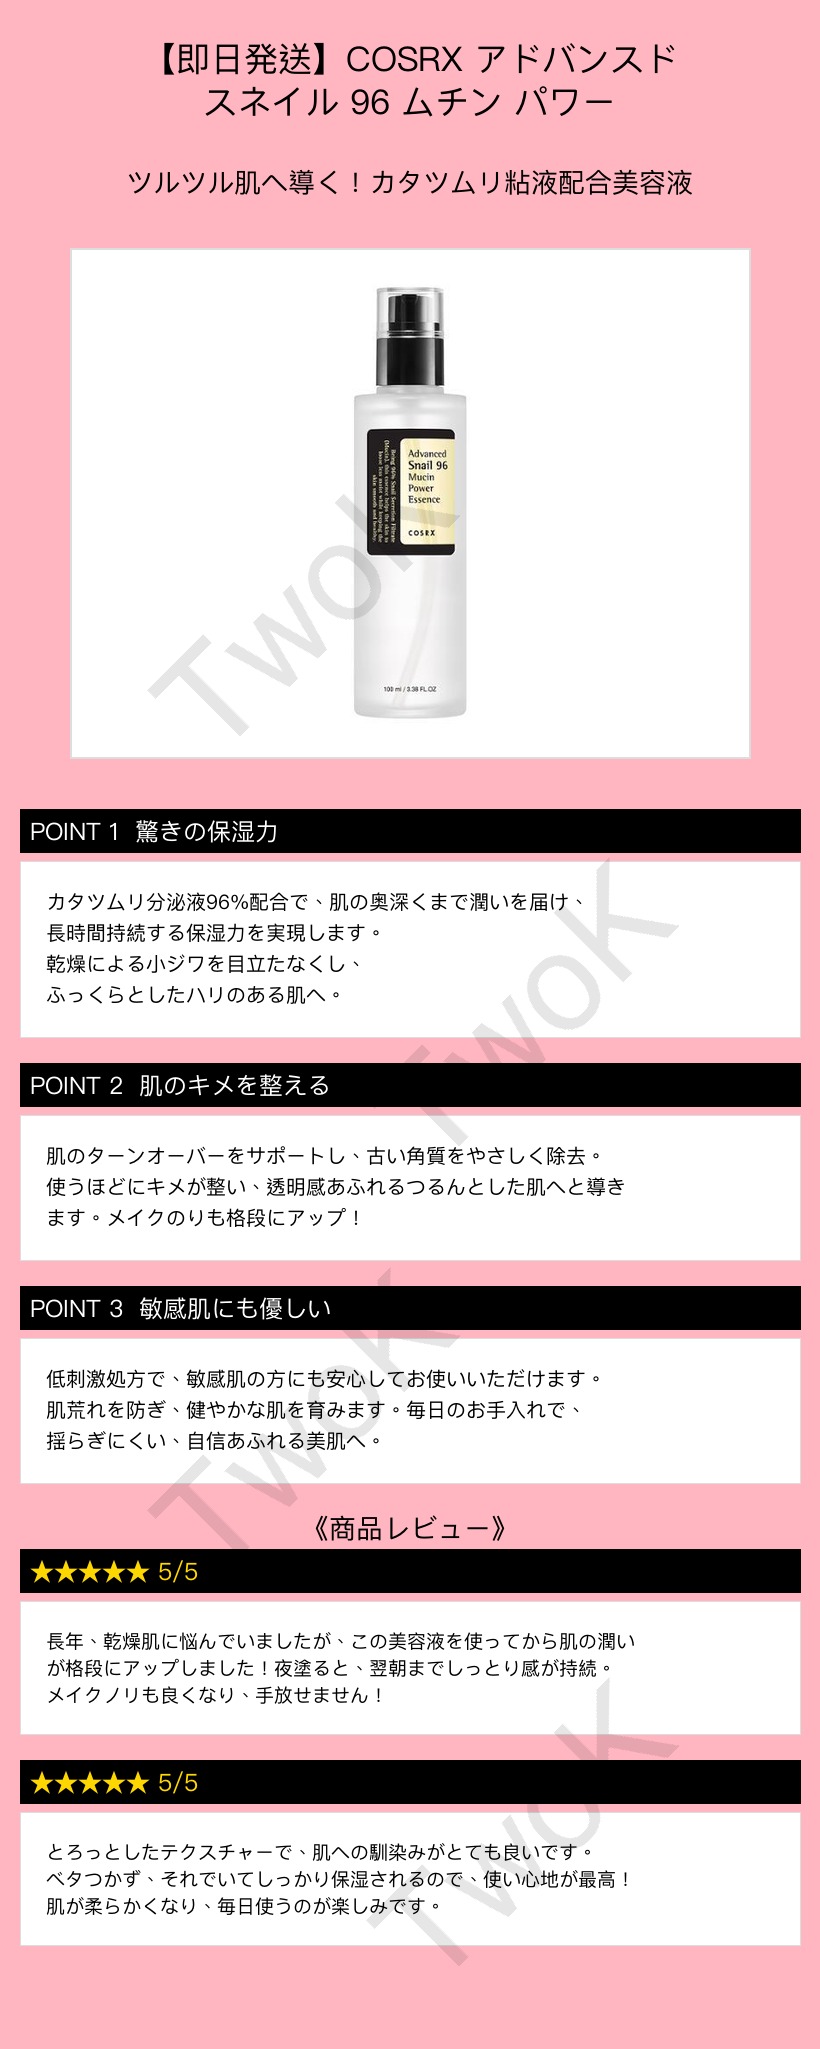 【即日発送】COSRX アドバンスド
スネイル 96 ムチン パワー
ツルツル肌へ導く！カタツムリ粘液配合美容液
Being 96% Snail Secretion Filtrate
(Mucin), this essence helps the skin to
loose less moist while keeping the
skin smooth and healthy.
Advanced
Snail 96
Mucin
Power
Essence
COSRX
100 ml / 3.38 FL.OZ
TwoK
POINT 1 驚きの保湿力
カタツムリ分泌液96%配合で、肌の奥深くまで潤いを届け、
長時間持続する保湿力を実現します。
乾燥による小ジワを目立たなくし、
ふっくらとしたハリのある肌へ。
TwoK
POINT 2 肌のキメを整える
肌のターンオーバーをサポートし、古い角質をやさしく除去。
使うほどにキメが整い、透明感あふれるつるんとした肌へと導き
ます。メイクのりも格段にアップ！
POINT 3 敏感肌にも優しい
低刺激処方で、敏感肌の方にも安心してお使いいただけます。
肌荒れを防ぎ、健やかな肌を育みます。毎日のお手入れで、
揺らぎにくい、自信あふれる美肌へ。
TwoK
《商品レビュー》
★★★★★ 5/5
長年、乾燥肌に悩んでいましたが、この美容液を使ってから肌の潤い
が格段にアップしました！夜塗ると、翌朝までしっとり感が持続。
メイクノリも良くなり、手放せません！
★★★★★ 5/5
とろっとしたテクスチャーで、肌への馴染みがとても良いです。
ベタつかず、それでいてしっかり保湿されるので、使い心地が最高！
肌が柔らかくなり、毎日使うのが楽しみです。
TwoK